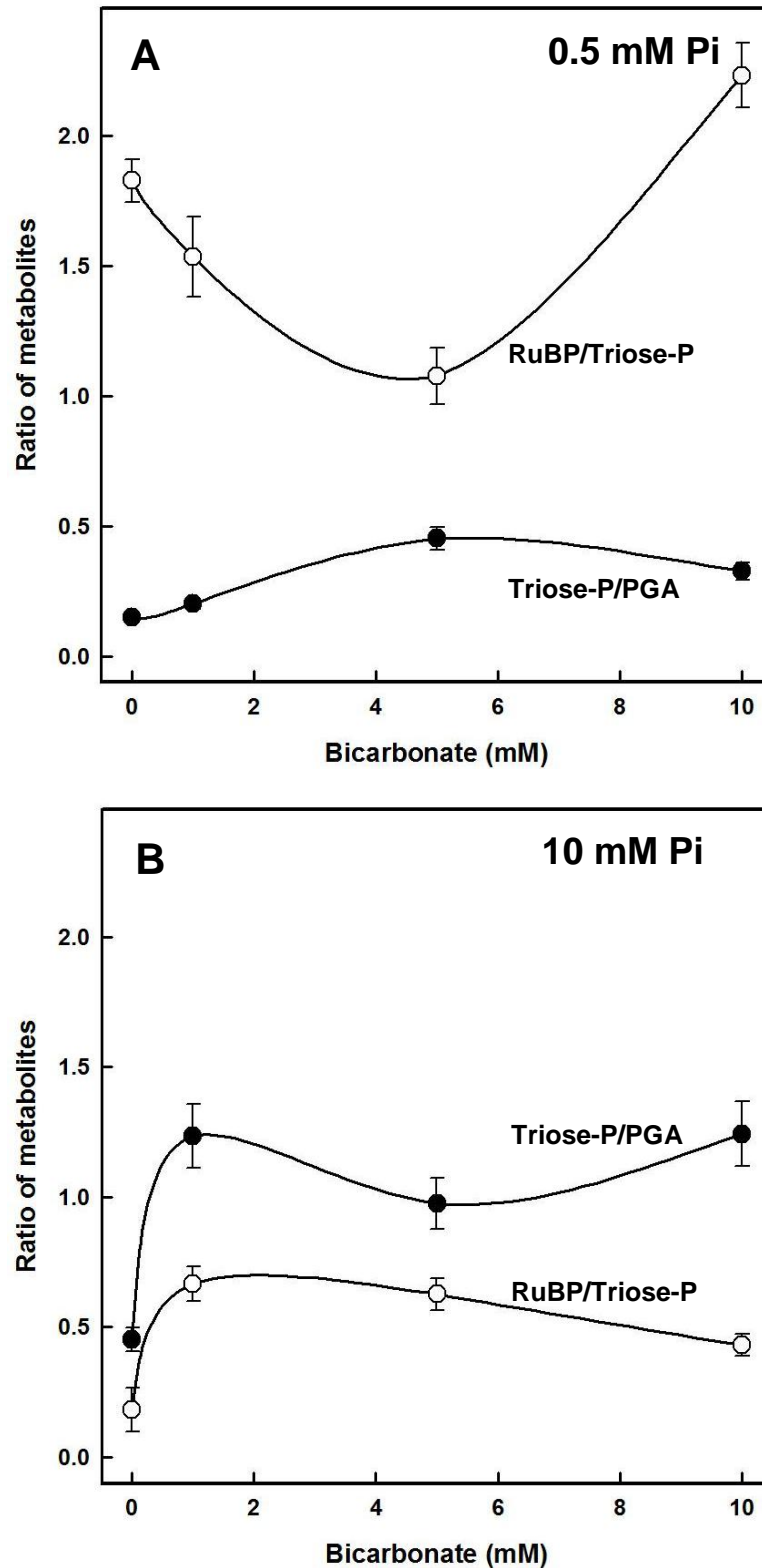 A
0.5 mM Pi
2.0
1.5
1.0
0.5
0.0
Ratio of metabolites
RuBP/Triose-P
Triose-P/PGA
0 2 4 6 8 10
Bicarbonate (mM)
B
10 mM Pi
2.0
1.5
1.0
0.5
0.0
Ratio of metabolites
Triose-P/PGA
RuBP/Triose-P
0 2 4 6 8 10
Bicarbonate (mM)